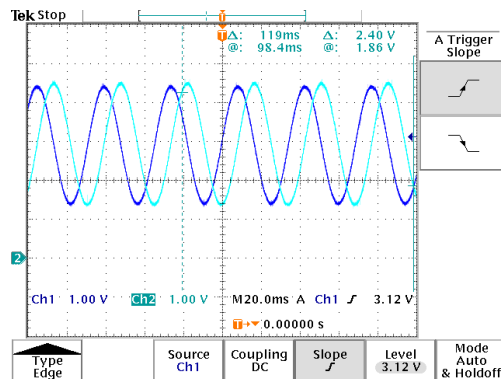 Tek Stop
T
T
Δ: 119ms Δ: 2.40 V
@: 98.4ms @: 1.86 V
A Trigger
Slope
2
Ch1 1.00 V Ch2 1.00 V M20.0ms A Ch1 3.12 V
T 0.00000 s
Type
Edge
Source
Ch1
Coupling
DC
Slope
Level
3.12 V
Mode
Auto
& Holdoff